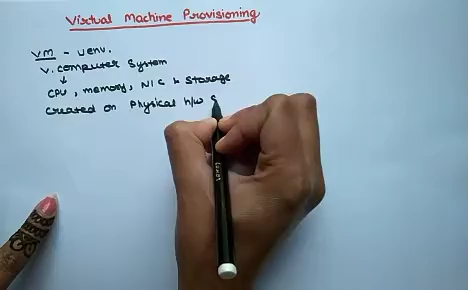 Virtual Machine Provisioning
VM - venv.
V. Computer System
CPU, memory, NIC & Storage
Created on Physical h/w S